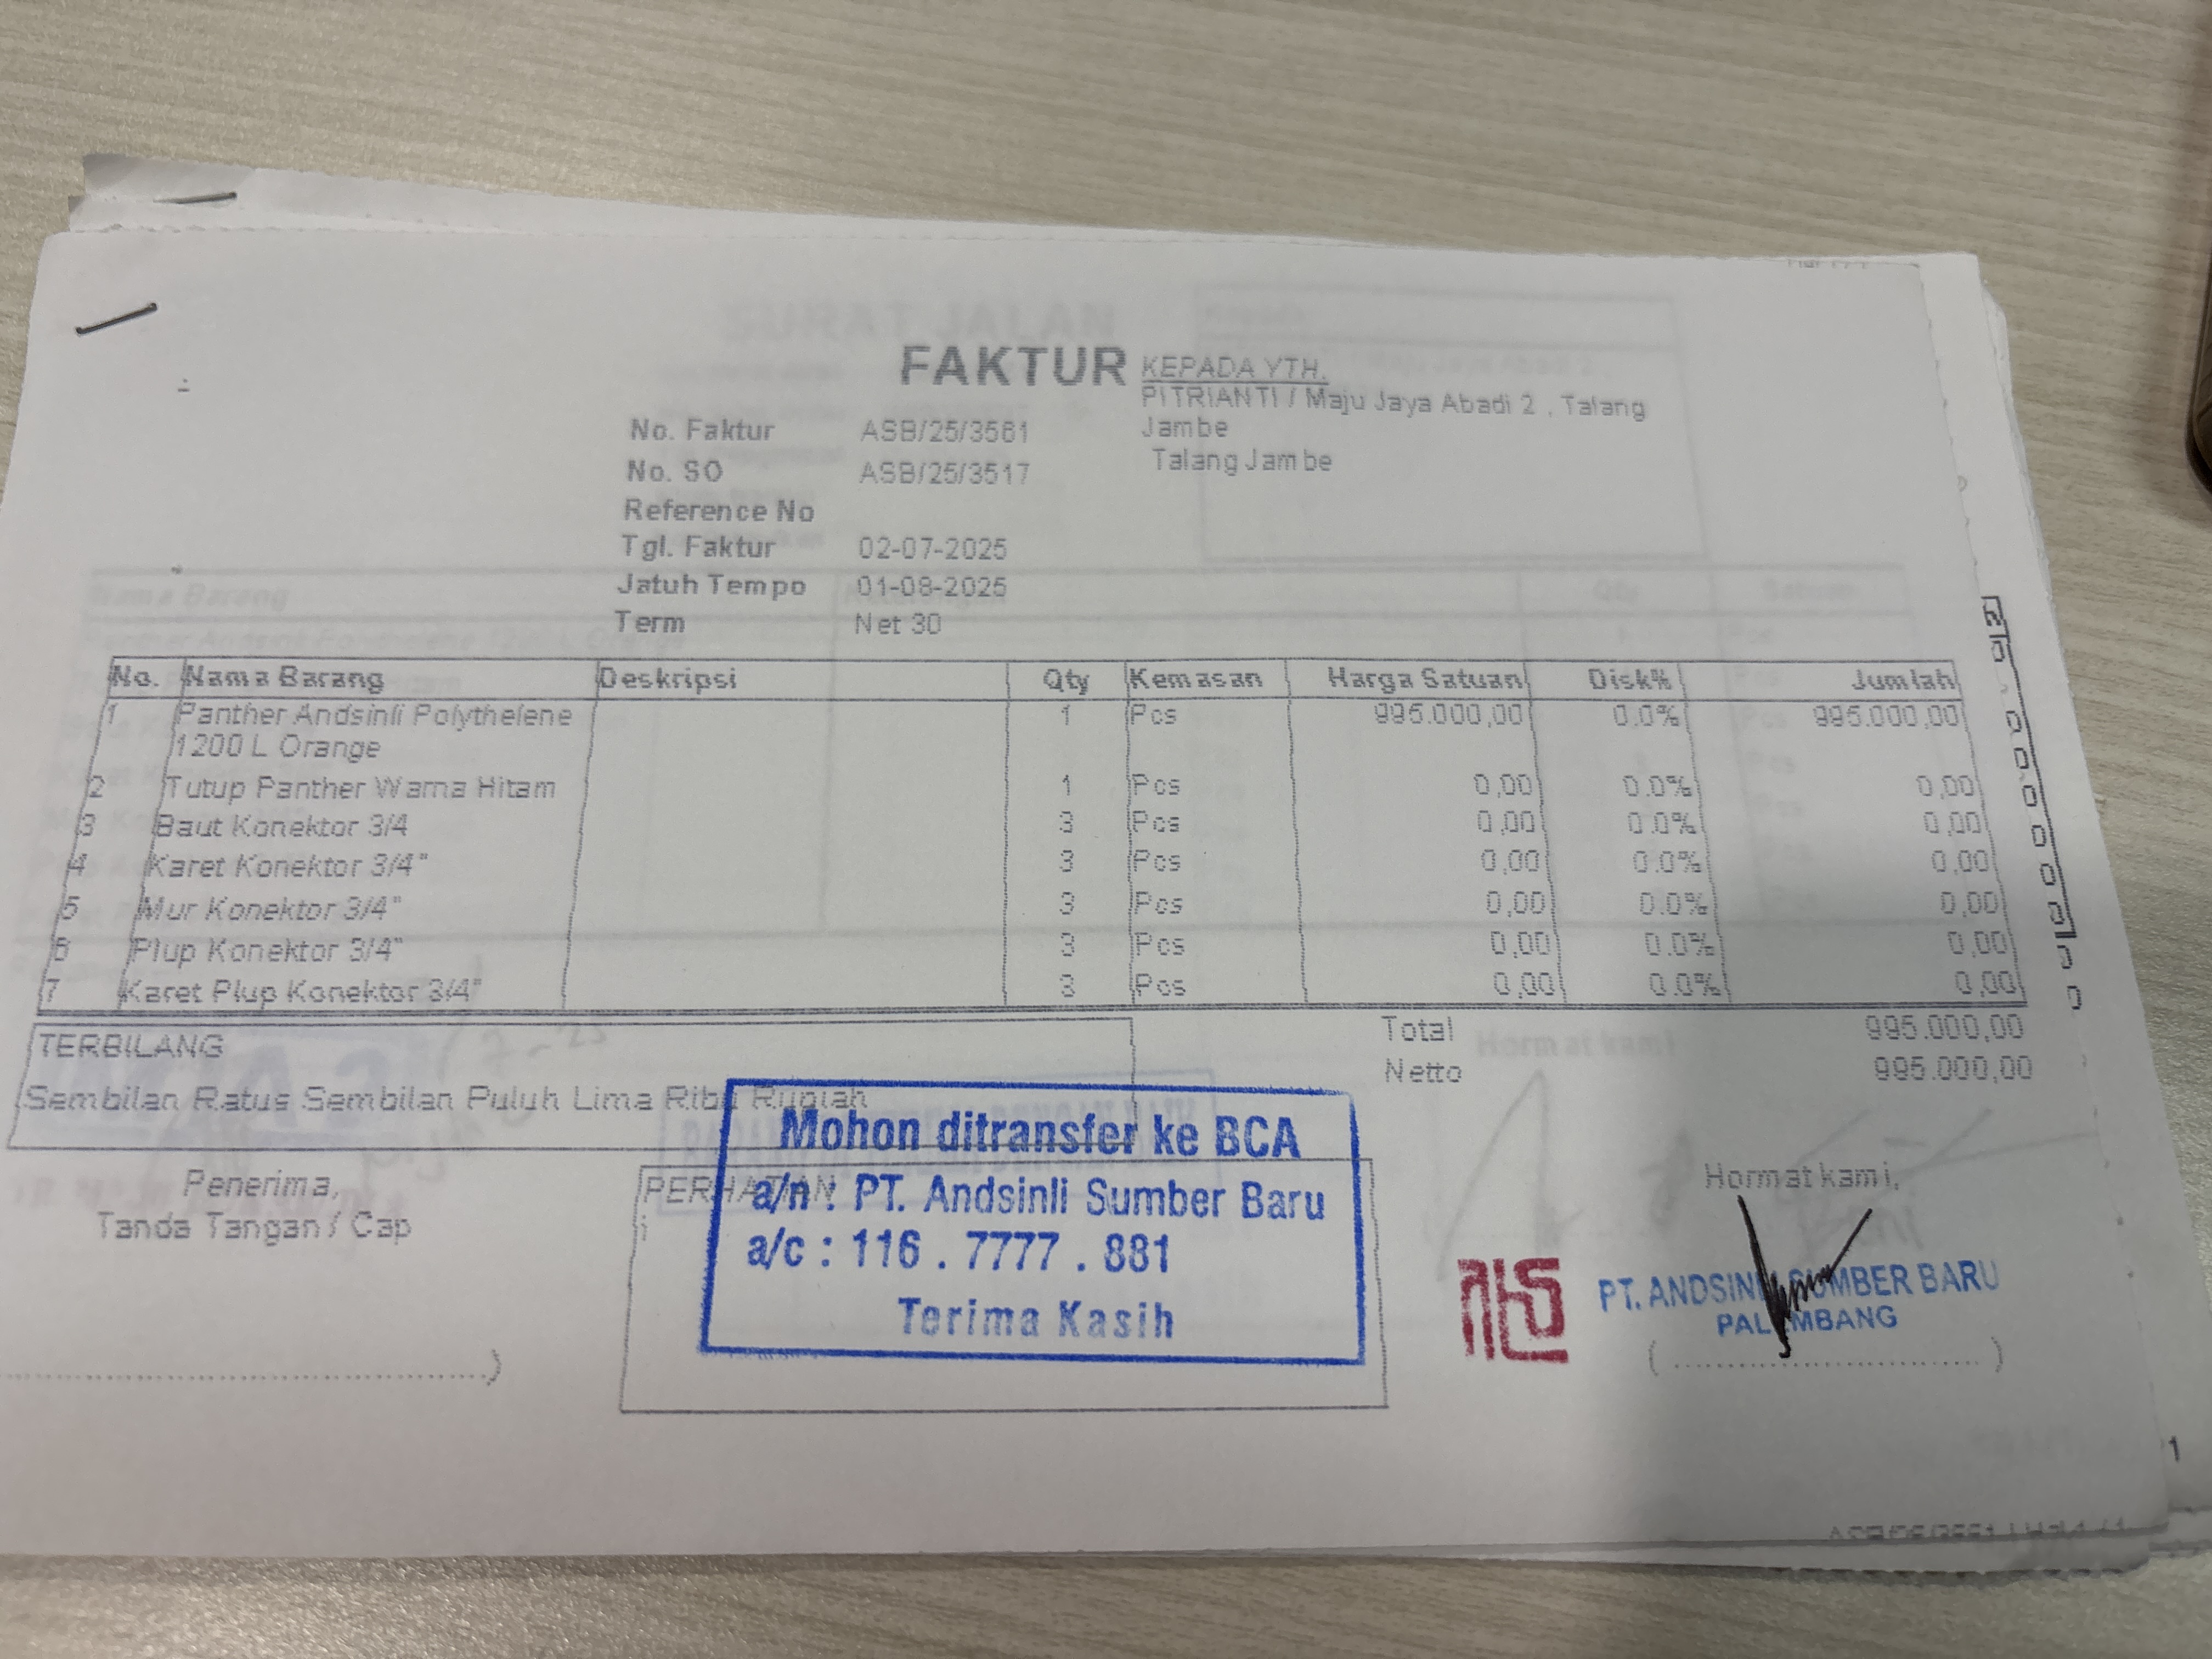 FAKTUR
KEPADA YTH.
PITRIANTI / Maju Jaya Abadi 2 , Talang
Jambe
Talang Jambe
No. Faktur ASB/25/3561
No. SO ASB/25/3517
Reference No
Tgl. Faktur 02-07-2025
Jatuh Tempo 01-08-2025
Term Net 30
No. Nama Barang Deskripsi Qty Kemasan Harga Satuan Disk% Jumlah
1 Panther Andsinli Polythelene 1 Pcs 995.000,00 0.0% 995.000,00
1200 L Orange
2 Tutup Panther Warna Hitam 1 Pcs 0,00 0.0% 0,00
3 Baut Konektor 3/4 3 Pcs 0,00 0.0% 0,00
4 Karet Konektor 3/4" 3 Pcs 0,00 0.0% 0,00
5 Mur Konektor 3/4" 3 Pcs 0,00 0.0% 0,00
6 Plup Konektor 3/4" 3 Pcs 0,00 0.0% 0,00
7 Karet Plup Konektor 3/4" 3 Pcs 0,00 0.0% 0,00
Total 995.000,00
Netto 995.000,00
TERBILANG
Sembilan Ratus Sembilan Puluh Lima Ribu Rupiah
Penerima,
Tanda Tangan / Cap
PERHATIAN
Mohon ditransfer ke BCA
a/n : PT. Andsinli Sumber Baru
a/c : 116 . 7777 . 881
Terima Kasih
Hormat kami,
PT. ANDSINLI SUMBER BARU
PALEMBANG
SURAT JALAN